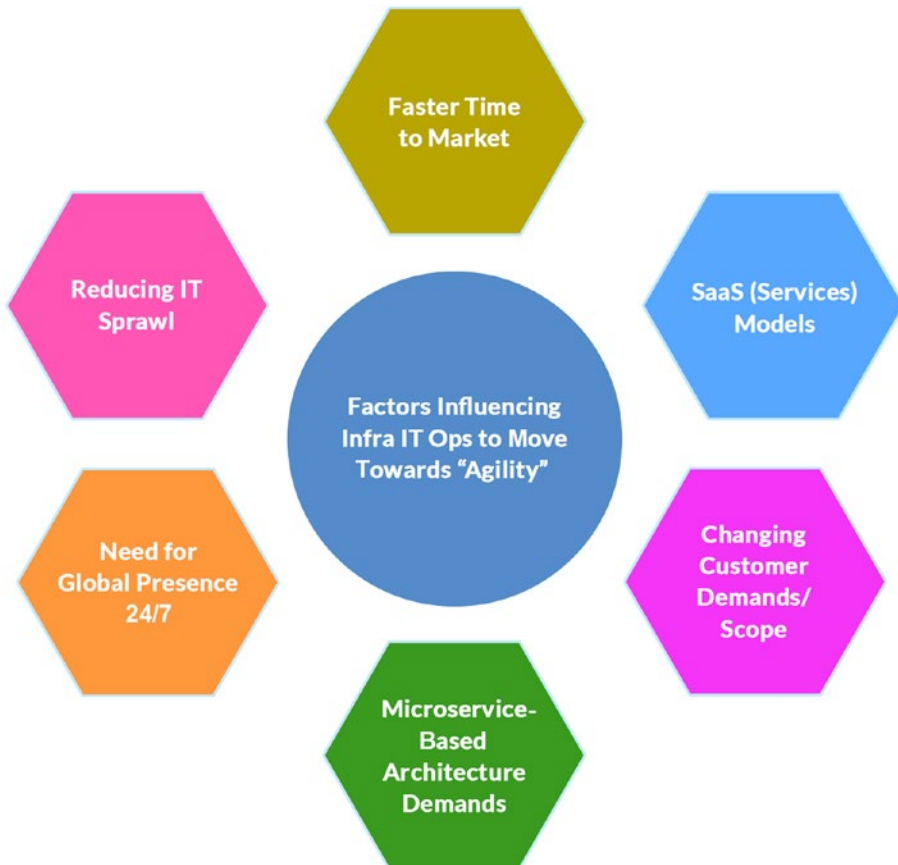 Faster Time
to Market
SaaS (Services)
Models
Changing
Customer
Demands/
Scope
Microservice-
Based
Architecture
Demands
Need for
Global Presence
24/7
Reducing IT
Sprawl
Factors Influencing
Infra IT Ops to Move
Towards “Agility”